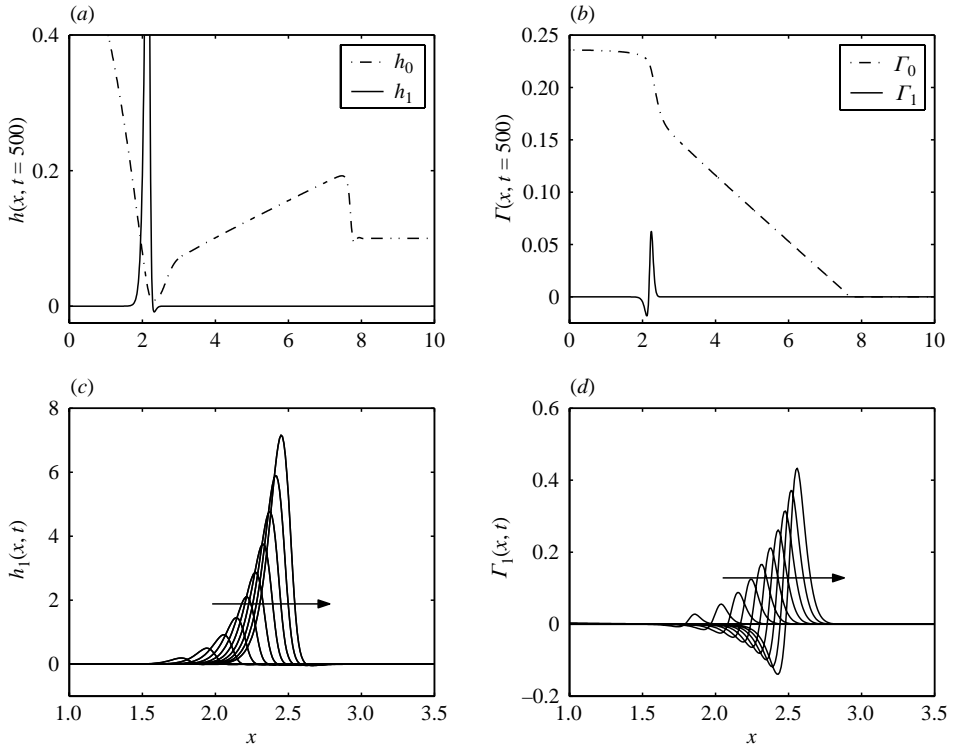 (a)
0.4
0.2
0
h(x, t = 500)
h0
h1
0 2 4 6 8 10
(b)
0.25
0.20
0.15
0.10
0.05
0
Γ(x, t = 500)
Γ0
Γ1
0 2 4 6 8 10
(c)
8
6
4
2
0
h1(x, t)
1.0 1.5 2.0 2.5 3.0 3.5
x
(d)
0.6
0.4
0.2
0
–0.2
Γ1(x, t)
1.0 1.5 2.0 2.5 3.0 3.5
x